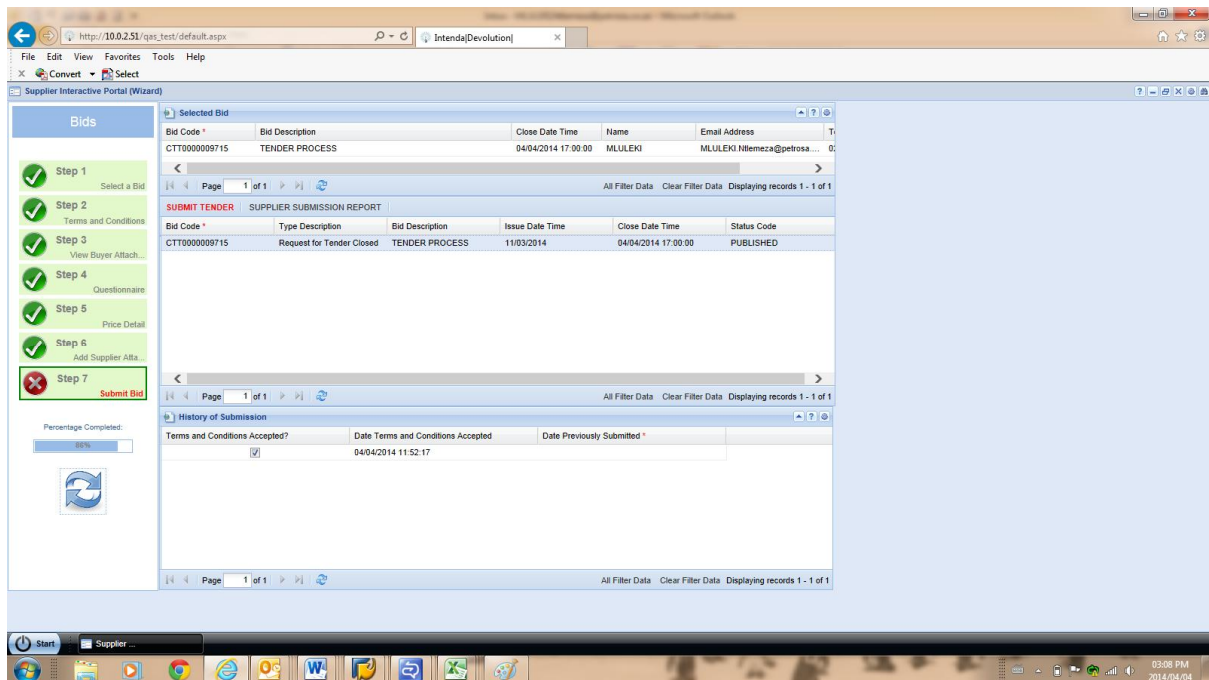 http://10.0.2.51/qas_test/default.aspx
Intenda|Devolution|
File Edit View Favorites Tools Help
Convert Select
Supplier Interactive Portal (Wizard)
Bids
Step 1
Select a Bid
Step 2
Terms and Conditions
Step 3
View Buyer Attach...
Step 4
Questionnaire
Step 5
Price Detail
Step 6
Add Supplier Atta...
Step 7
Submit Bid
Percentage Completed:
86%
Selected Bid
Bid Code * Bid Description Close Date Time Name Email Address
CTT0000009715 TENDER PROCESS 04/04/2014 17:00:00 MLULEKI MLULEKI.Ntlemeza@petrosa....
Page 1 of 1 All Filter Data Clear Filter Data Displaying records 1 - 1 of 1
SUBMIT TENDER SUPPLIER SUBMISSION REPORT
Bid Code * Type Description Bid Description Issue Date Time Close Date Time Status Code
CTT0000009715 Request for Tender Closed TENDER PROCESS 11/03/2014 04/04/2014 17:00:00 PUBLISHED
Page 1 of 1 All Filter Data Clear Filter Data Displaying records 1 - 1 of 1
History of Submission
Terms and Conditions Accepted? Date Terms and Conditions Accepted Date Previously Submitted *
04/04/2014 11:52:17
Page 1 of 1 All Filter Data Clear Filter Data Displaying records 1 - 1 of 1
Start Supplier ...
03:08 PM
2014/04/04